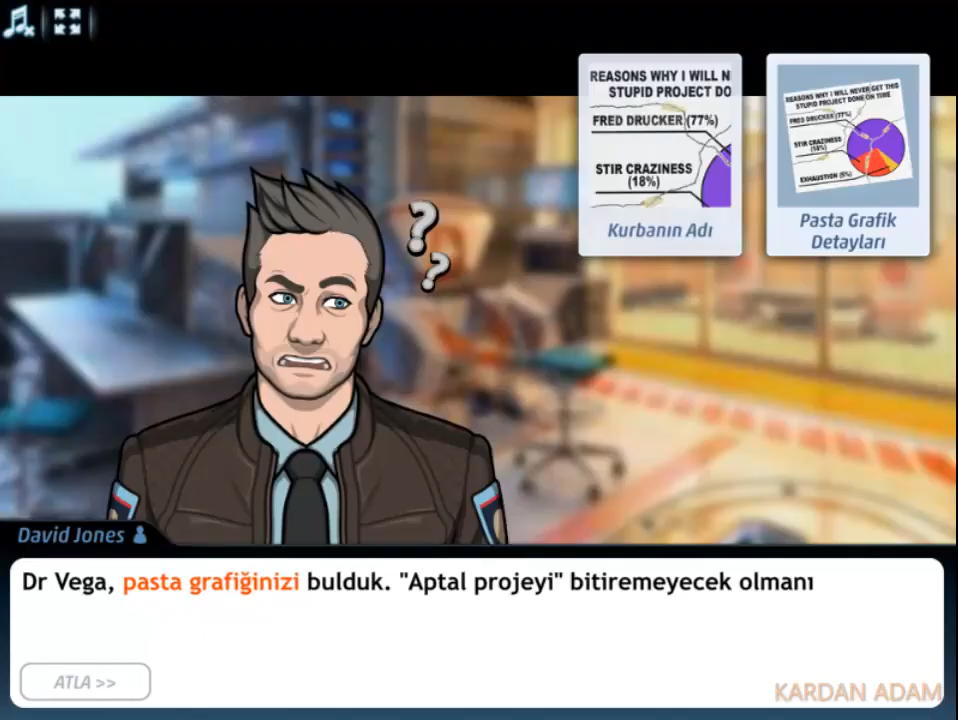 REASONS WHY I WILL N
STUPID PROJECT DO
FRED DRUCKER (77%)
STIR CRAZINESS
(18%)
Kurbanın Adı
REASONS WHY I WILL NEVER GET THIS
STUPID PROJECT DONE ON TIME
FRED DRUCKER (77%)
STIR CRAZINESS
(18%)
EXHAUSTION (5%)
Pasta Grafik
Detayları
David Jones
Dr Vega, pasta grafiğinizi bulduk. "Aptal projeyi" bitiremeyecek olmanı
ATLA >>
KARDAN ADAM